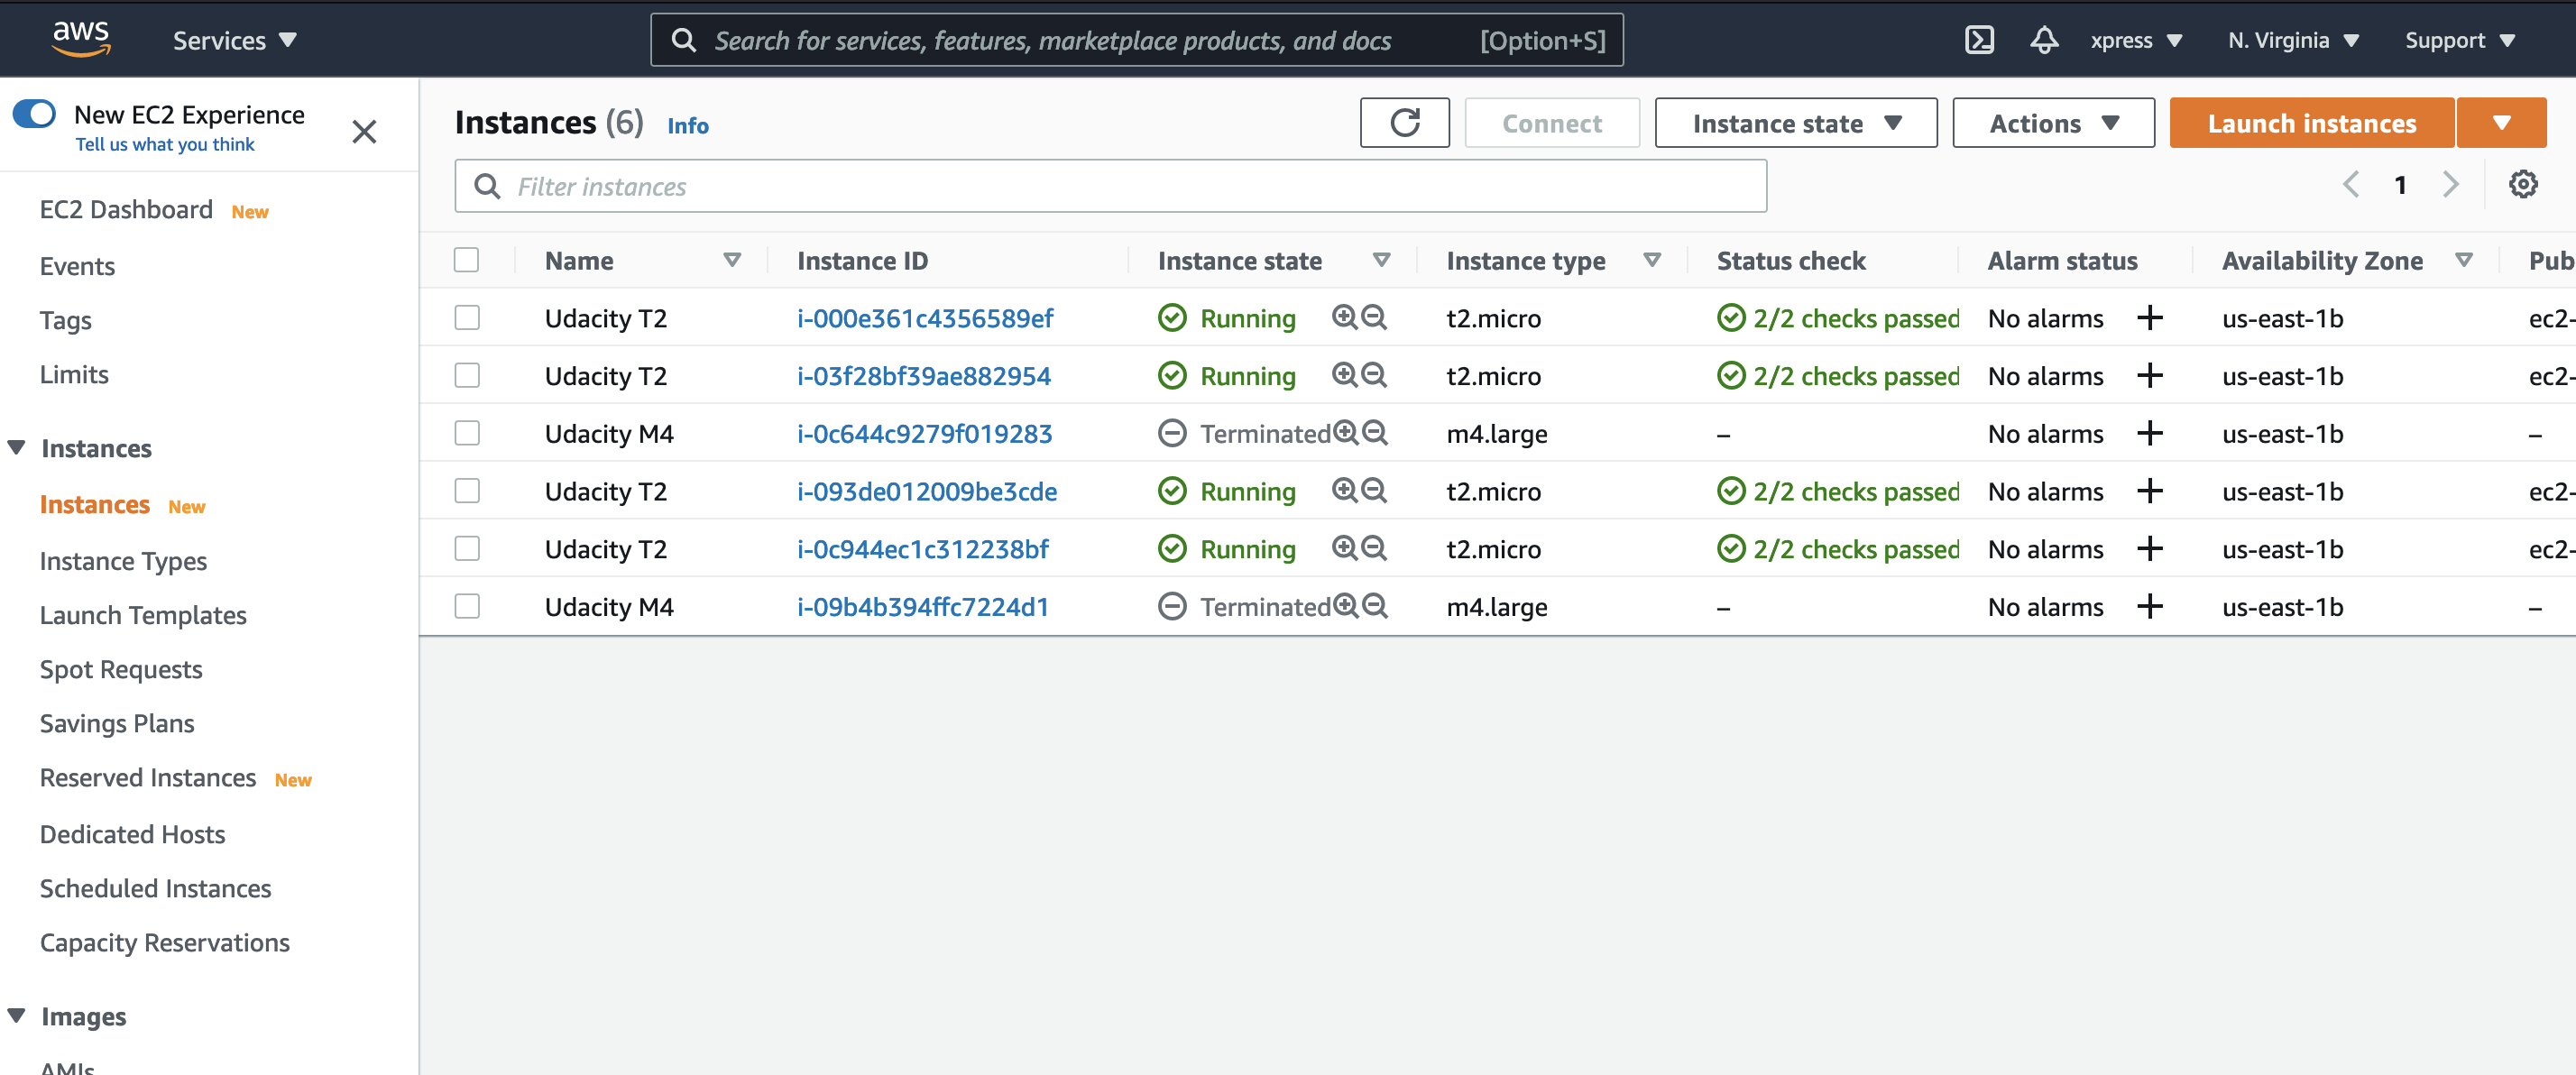 aws Services Search for services, features, marketplace products, and docs [Option+S] xpress N. Virginia Support
New EC2 Experience
Tell us what you think
EC2 Dashboard New
Events
Tags
Limits
Instances
Instances New
Instance Types
Launch Templates
Spot Requests
Savings Plans
Reserved Instances New
Dedicated Hosts
Scheduled Instances
Capacity Reservations
Images
AMIs
Instances (6) Info Connect Instance state Actions Launch instances
Filter instances 1
Name Instance ID Instance state Instance type Status check Alarm status Availability Zone Pub
Udacity T2 i-000e361c4356589ef Running t2.micro 2/2 checks passed No alarms + us-east-1b ec2-
Udacity T2 i-03f28bf39ae882954 Running t2.micro 2/2 checks passed No alarms + us-east-1b ec2-
Udacity M4 i-0c644c9279f019283 Terminated m4.large – No alarms + us-east-1b –
Udacity T2 i-093de012009be3cde Running t2.micro 2/2 checks passed No alarms + us-east-1b ec2-
Udacity T2 i-0c944ec1c312238bf Running t2.micro 2/2 checks passed No alarms + us-east-1b ec2-
Udacity M4 i-09b4b394ffc7224d1 Terminated m4.large – No alarms + us-east-1b –